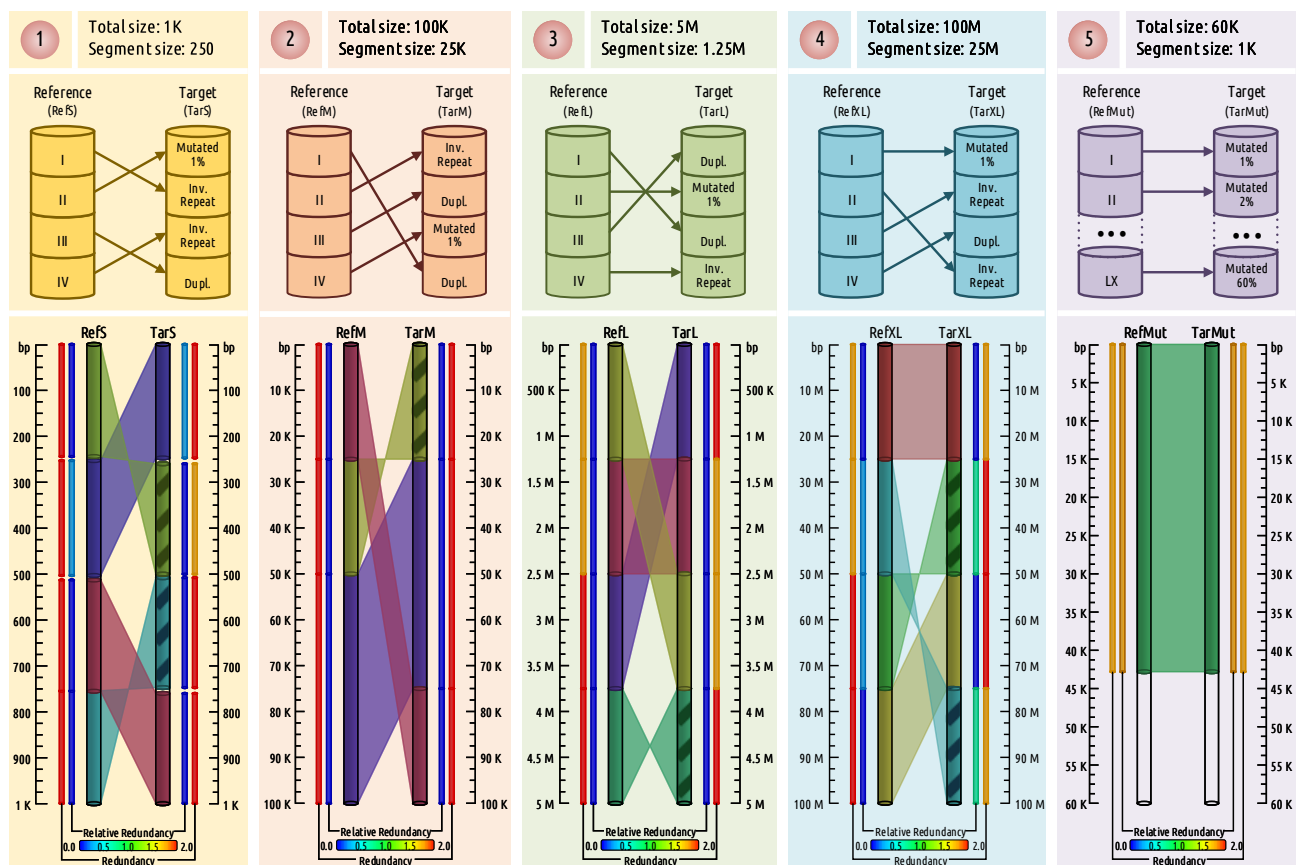 1
Total size: 1K
Segment size: 250
Reference
(RefS)
Target
(TarS)
I
II
III
IV
Mutated
1%
Inv.
Repeat
Inv.
Repeat
Dupl.
RefS
TarS
bp
100
200
300
400
500
600
700
800
900
1 K
bp
100
200
300
400
500
600
700
800
900
1 K
Relative Redundancy
0.0
0.5
1.0
1.5
2.0
Redundancy
2
Total size: 100K
Segment size: 25K
Reference
(RefM)
Target
(TarM)
I
II
III
IV
Inv.
Repeat
Dupl.
Mutated
1%
Dupl.
RefM
TarM
bp
10 K
20 K
30 K
40 K
50 K
60 K
70 K
80 K
90 K
100 K
bp
10 K
20 K
30 K
40 K
50 K
60 K
70 K
80 K
90 K
100 K
Relative Redundancy
0.0
0.5
1.0
1.5
2.0
Redundancy
3
Total size: 5M
Segment size: 1.25M
Reference
(RefL)
Target
(TarL)
I
II
III
IV
Dupl.
Mutated
1%
Dupl.
Inv.
Repeat
RefL
TarL
bp
500 K
1 M
1.5 M
2 M
2.5 M
3 M
3.5 M
4 M
4.5 M
5 M
bp
500 K
1 M
1.5 M
2 M
2.5 M
3 M
3.5 M
4 M
4.5 M
5 M
Relative Redundancy
0.0
0.5
1.0
1.5
2.0
Redundancy
4
Total size: 100M
Segment size: 25M
Reference
(RefXL)
Target
(TarXL)
I
II
III
IV
Mutated
1%
Inv.
Repeat
Dupl.
Inv.
Repeat
RefXL
TarXL
bp
10 M
20 M
30 M
40 M
50 M
60 M
70 M
80 M
90 M
100 M
bp
10 M
20 M
30 M
40 M
50 M
60 M
70 M
80 M
90 M
100 M
Relative Redundancy
0.0
0.5
1.0
1.5
2.0
Redundancy
5
Total size: 60K
Segment size: 1K
Reference
(RefMut)
Target
(TarMut)
I
II
•••
LX
Mutated
1%
Mutated
2%
•••
Mutated
60%
RefMut
TarMut
bp
5 K
10 K
15 K
20 K
25 K
30 K
35 K
40 K
45 K
50 K
55 K
60 K
bp
5 K
10 K
15 K
20 K
25 K
30 K
35 K
40 K
45 K
50 K
55 K
60 K
Relative Redundancy
0.0
0.5
1.0
1.5
2.0
Redundancy